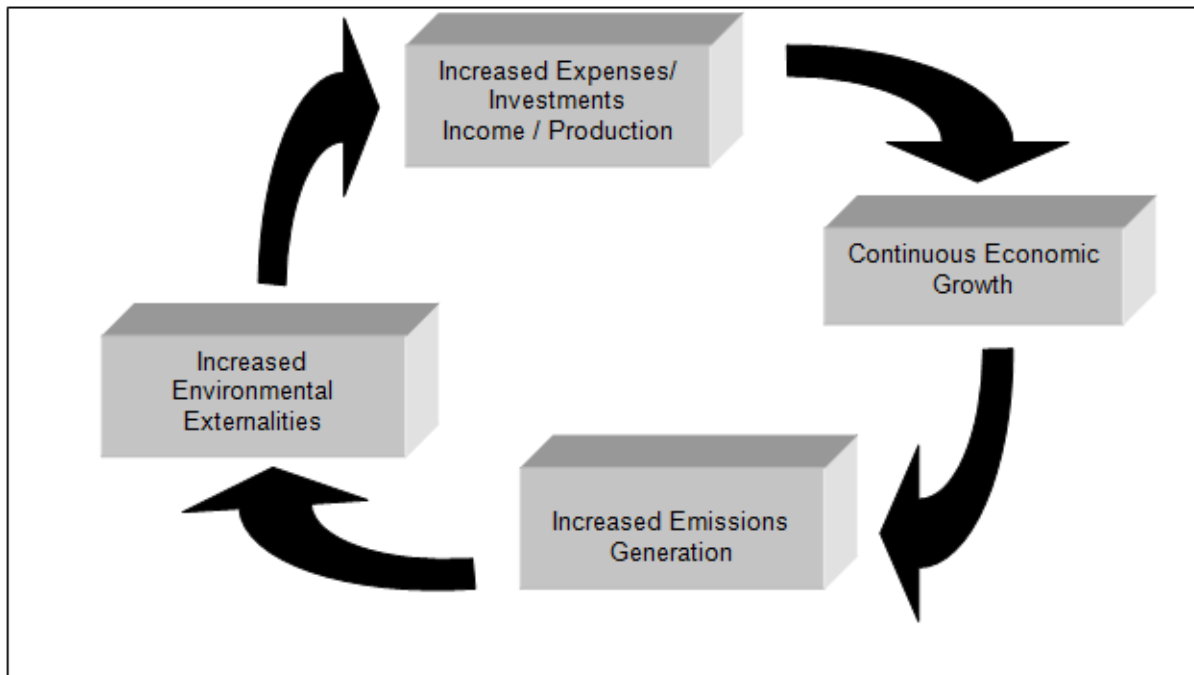 Increased Expenses/
Investments
Income / Production
Continuous Economic
Growth
Increased Emissions
Generation
Increased
Environmental
Externalities